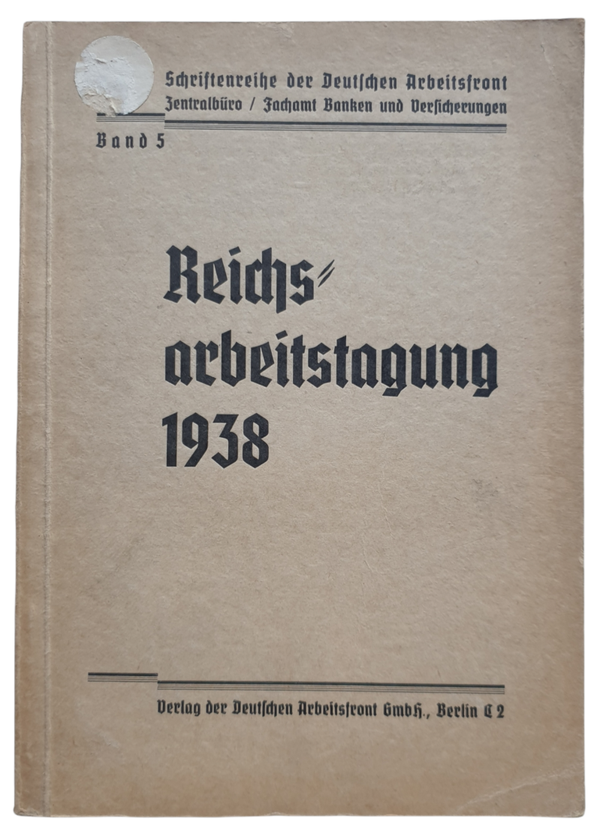 Schriftenreihe der Deutschen Arbeitsfront
Zentralbüro / Fachamt Banken und Versicherungen
Band 5
Reichs-
arbeitstagung
1938
Verlag der Deutschen Arbeitsfront GmbH., Berlin C 2